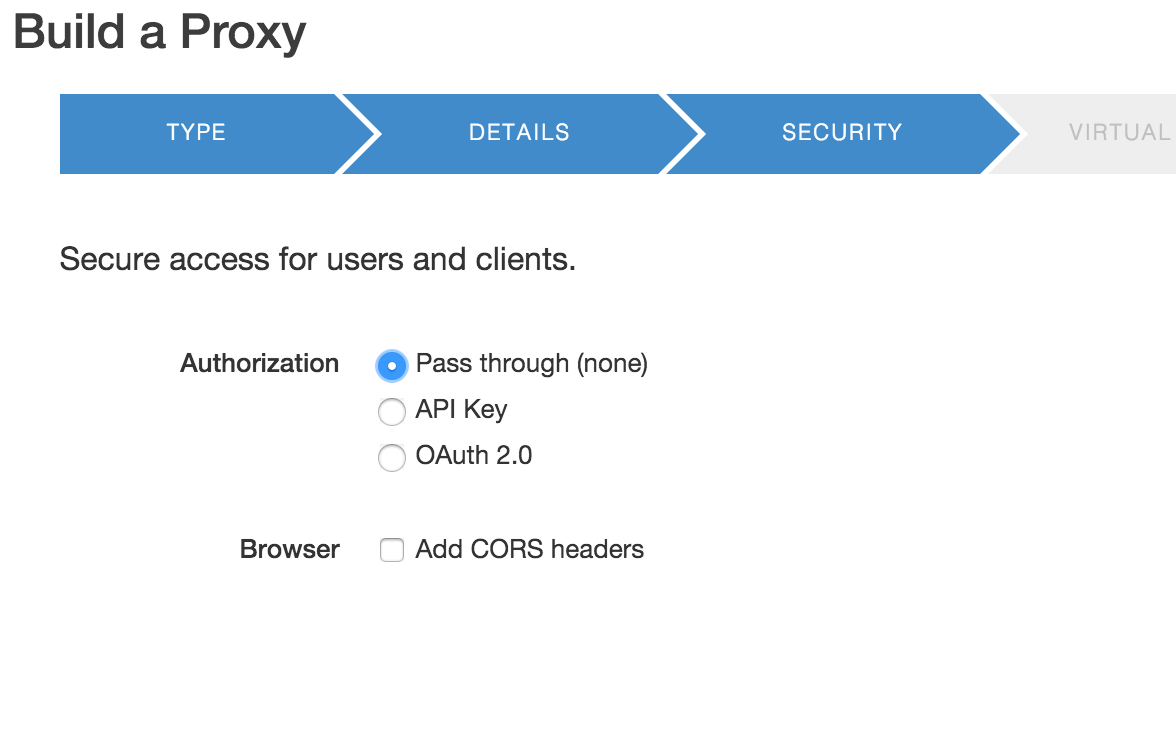 Build a Proxy
TYPE DETAILS SECURITY VIRTUAL
Secure access for users and clients.
Authorization Pass through (none)
API Key
OAuth 2.0
Browser Add CORS headers